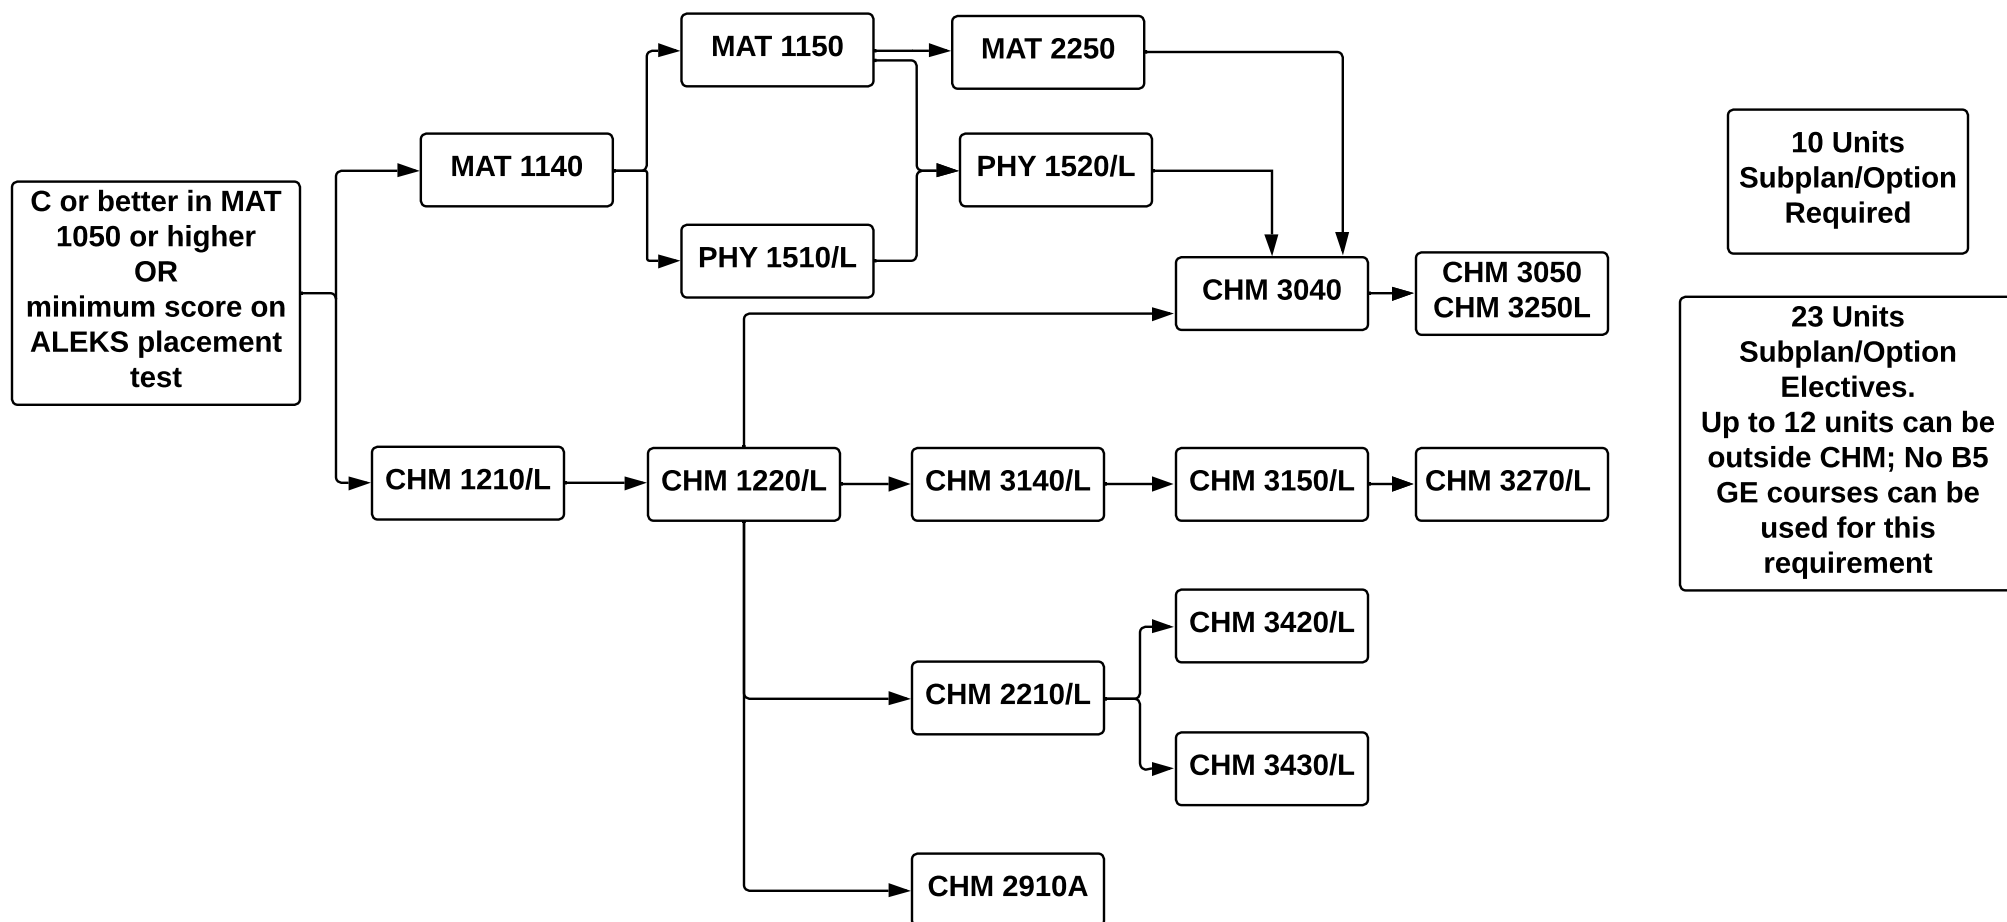 MAT 1150
MAT 2250
MAT 1140
PHY 1520/L
10 Units
Subplan/Option
Required
C or better in MAT
1050 or higher
OR
minimum score on
ALEKS placement
test
PHY 1510/L
CHM 3040
CHM 3050
CHM 3250L
23 Units
Subplan/Option
Electives.
Up to 12 units can be
outside CHM; No B5
GE courses can be
used for this
requirement
CHM 1210/L
CHM 1220/L
CHM 3140/L
CHM 3150/L
CHM 3270/L
CHM 3420/L
CHM 2210/L
CHM 3430/L
CHM 2910A